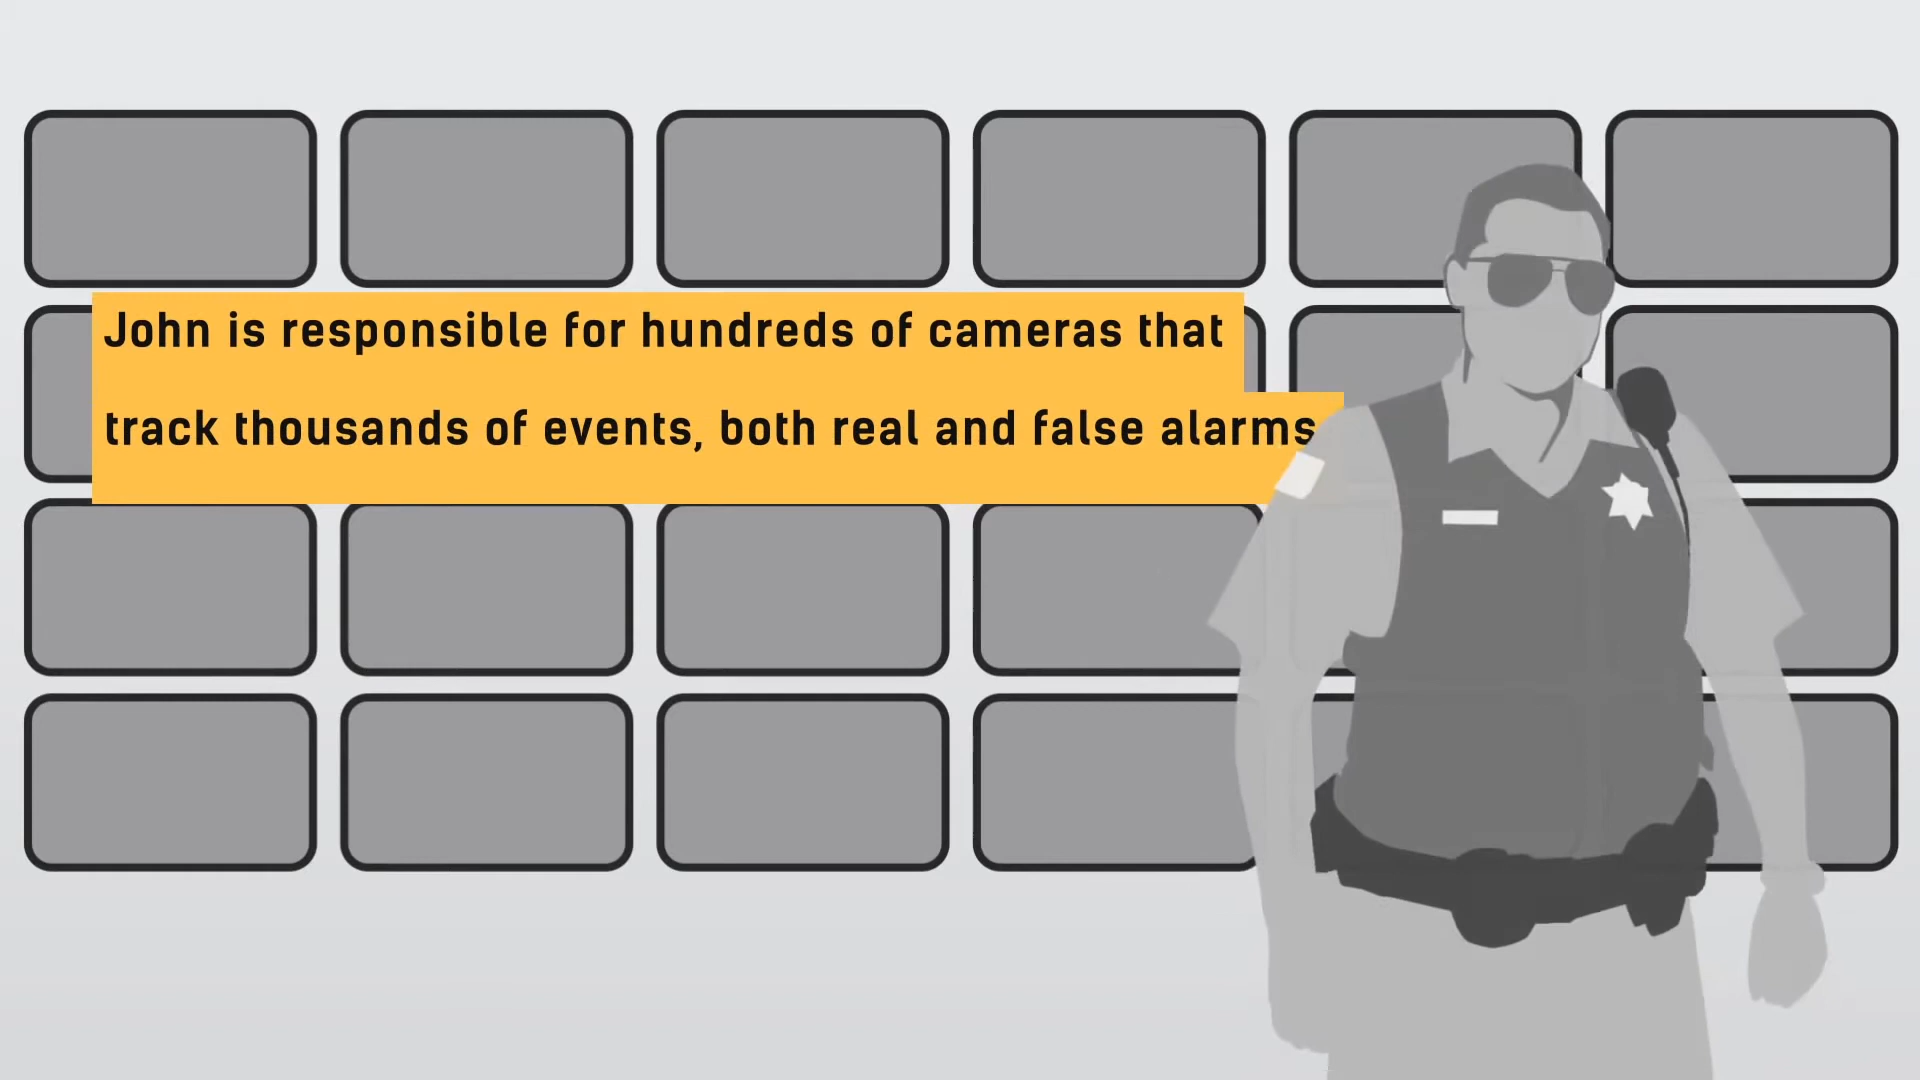 John is responsible for hundreds of cameras that
track thousands of events, both real and false alarms